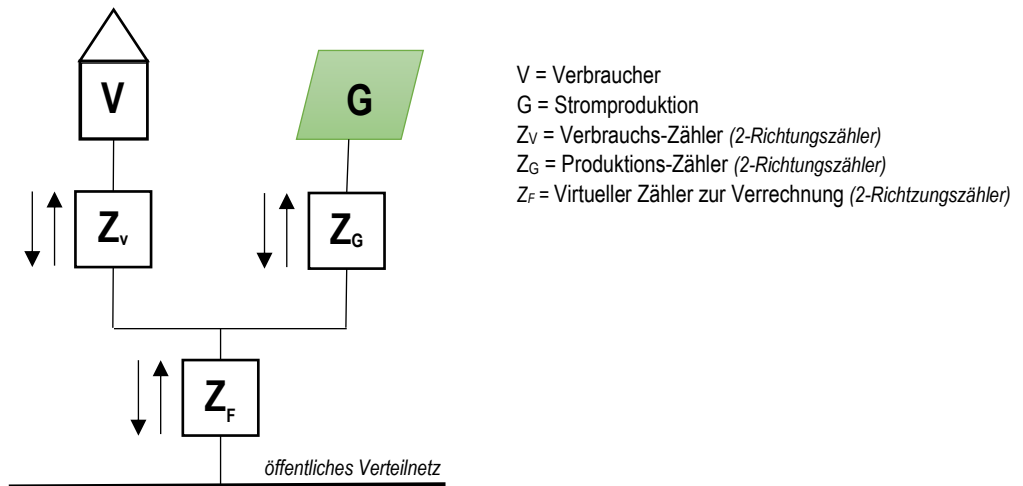 V
G
V = Verbraucher
G = Stromproduktion
ZV = Verbrauchs-Zähler (2-Richtungszähler)
ZG = Produktions-Zähler (2-Richtungszähler)
ZF = Virtueller Zähler zur Verrechnung (2-Richtzungszähler)
Zv
ZG
ZF
öffentliches Verteilnetz